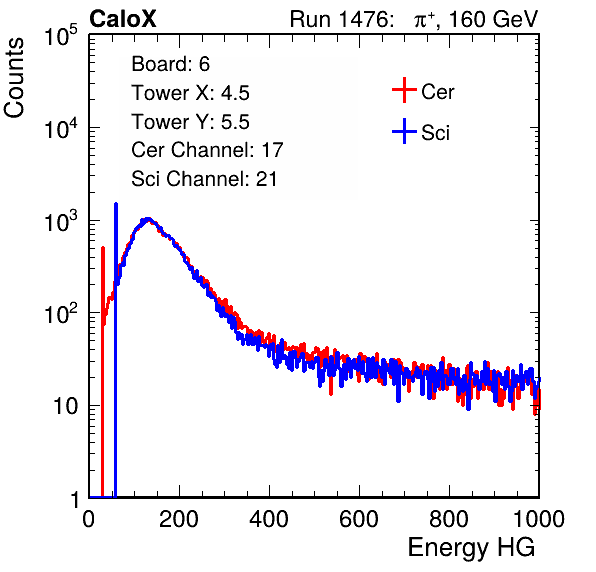 CaloX Run 1476: π⁺, 160 GeV
Counts
10⁵
10⁴
10³
10²
10
1
Board: 6
Tower X: 4.5
Tower Y: 5.5
Cer Channel: 17
Sci Channel: 21
Cer
Sci
0 200 400 600 800 1000
Energy HG